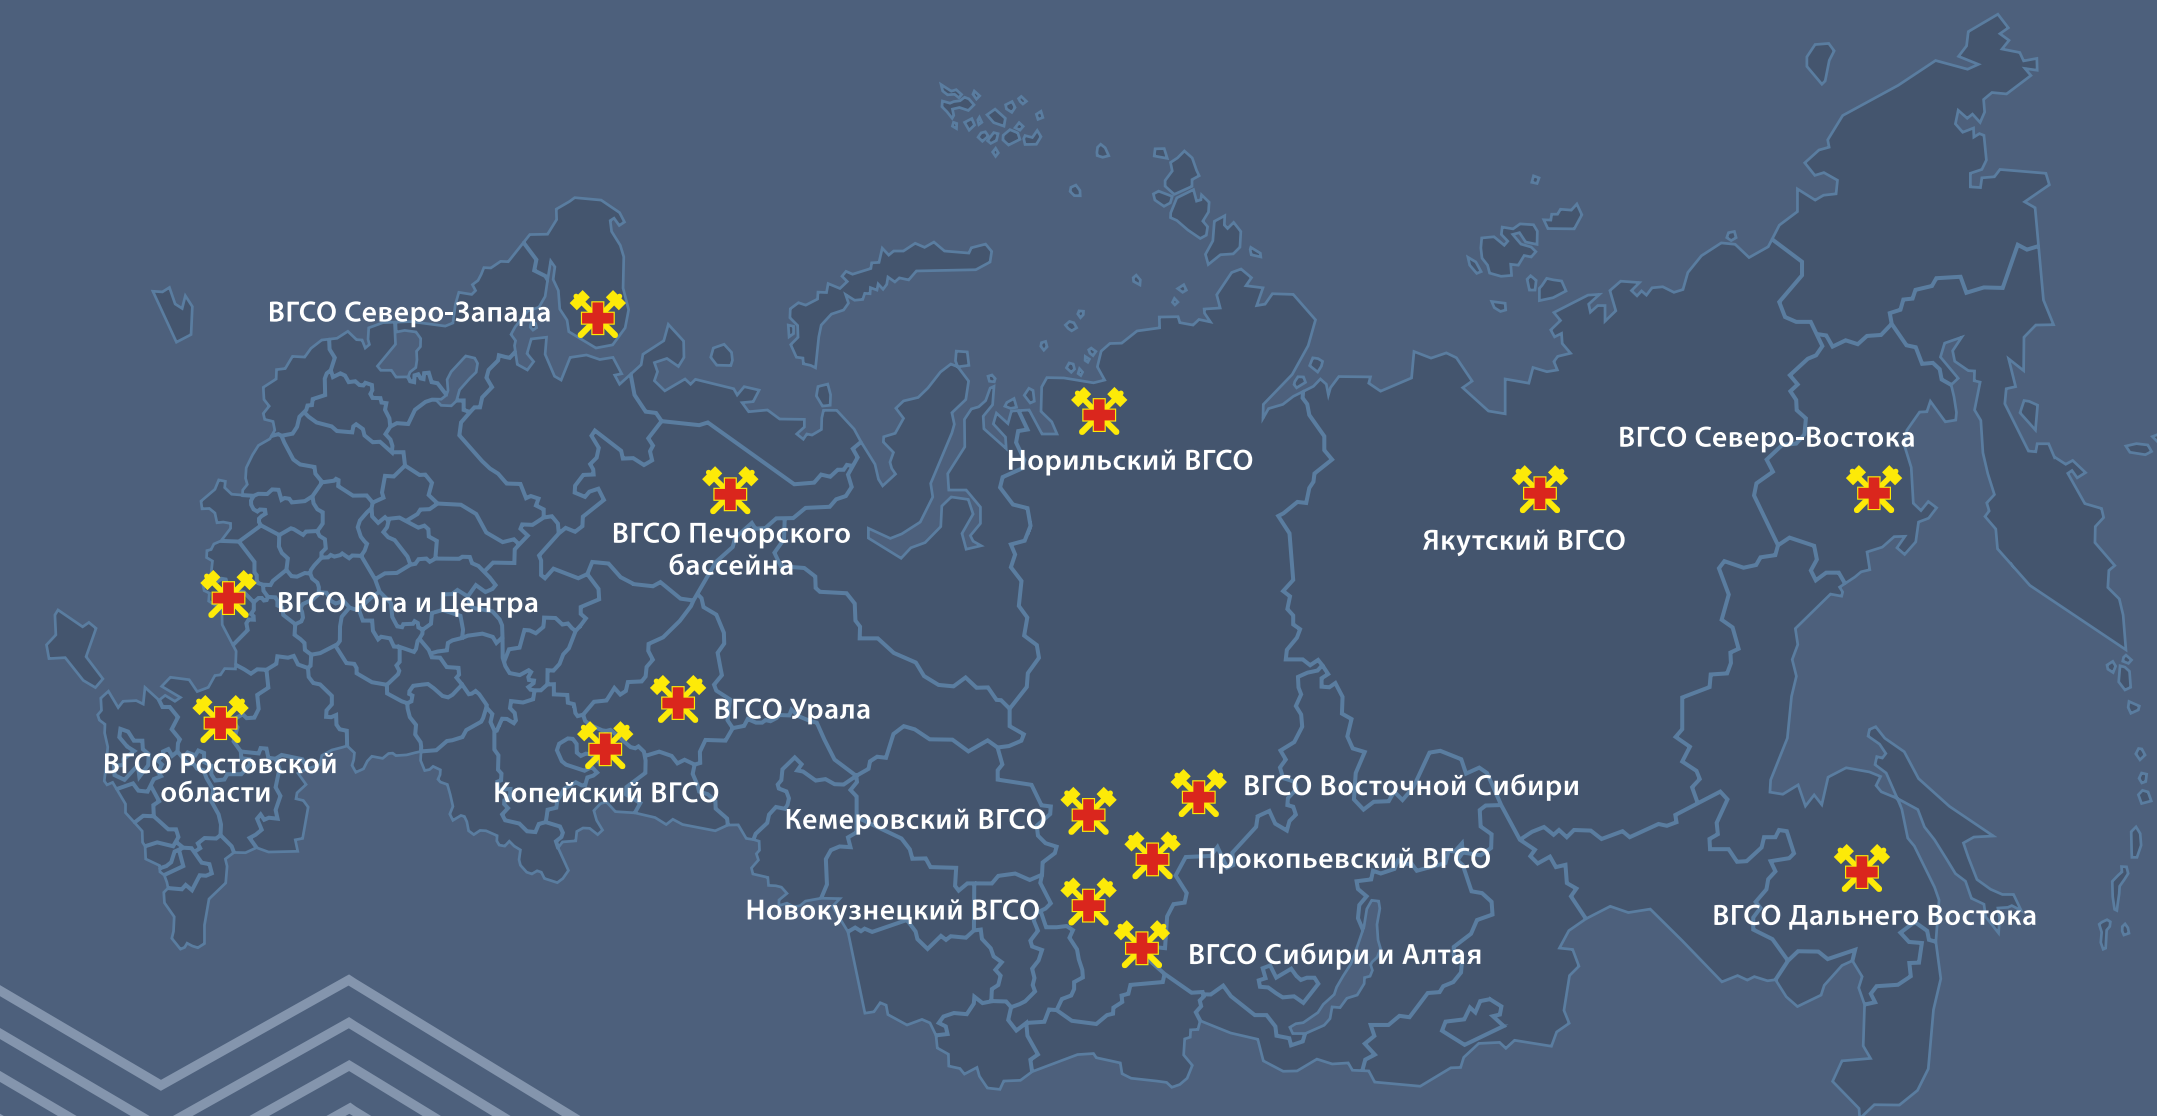 ВГСО Северо-Запада
ВГСО Северо-Востока
Норильский ВГСО
ВГСО Печорского
бассейна
Якутский ВГСО
ВГСО Юга и Центра
ВГСО Урала
ВГСО Ростовской
области
Копейский ВГСО
ВГСО Восточной Сибири
Кемеровский ВГСО
Прокопьевский ВГСО
Новокузнецкий ВГСО
ВГСО Дальнего Востока
ВГСО Сибири и Алтая